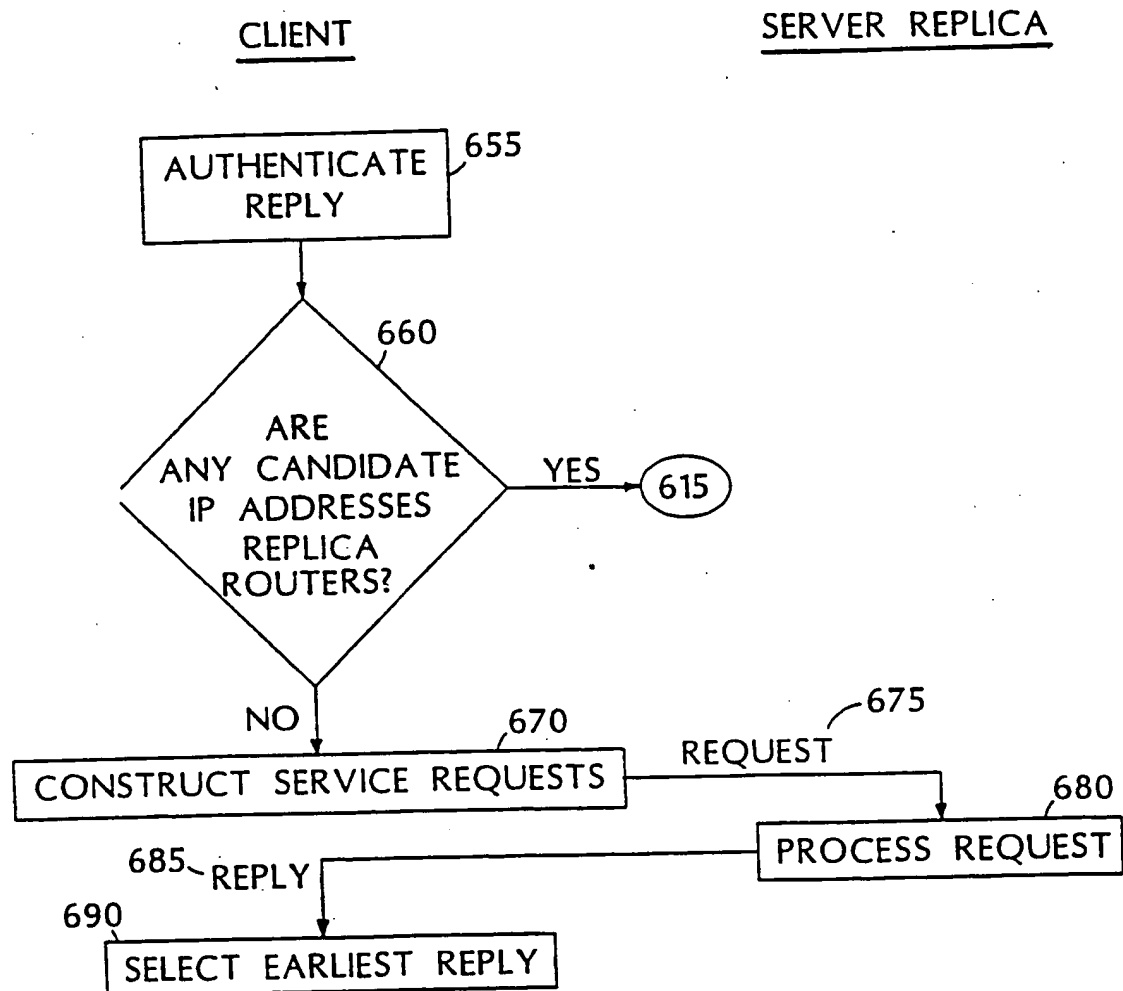 CLIENT
SERVER REPLICA
655
AUTHENTICATE
REPLY
660
ARE
ANY CANDIDATE
IP ADDRESSES
REPLICA
ROUTERS?
YES
615
NO
670
CONSTRUCT SERVICE REQUESTS
675
REQUEST
680
PROCESS REQUEST
685
REPLY
690
SELECT EARLIEST REPLY